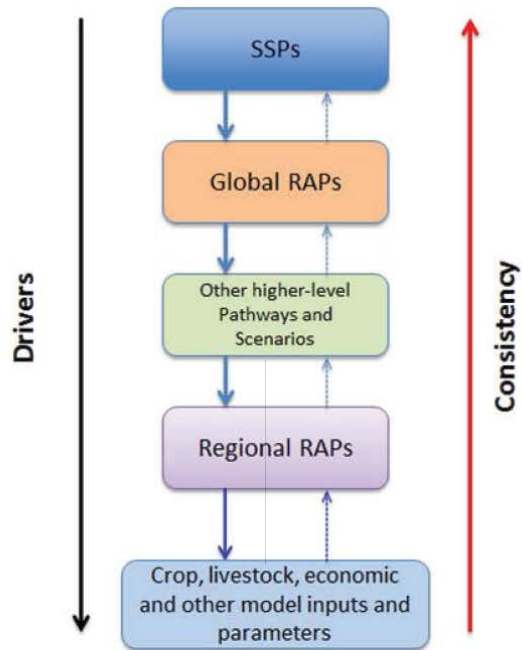 SSPs
Global RAPs
Other higher-level
Pathways and
Scenarios
Regional RAPs
Crop, livestock, economic
and other model inputs and
parameters
Drivers
Consistency